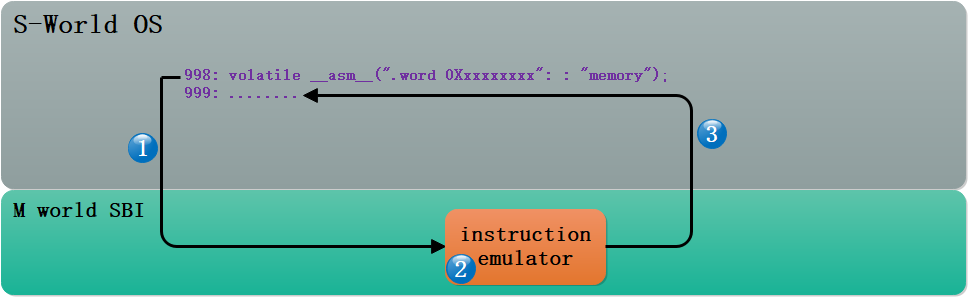 S-World OS
998: volatile __asm__(".word 0Xxxxxxxxx": : "memory");
999: ........
1
3
M world SBI
instruction
emulator
2